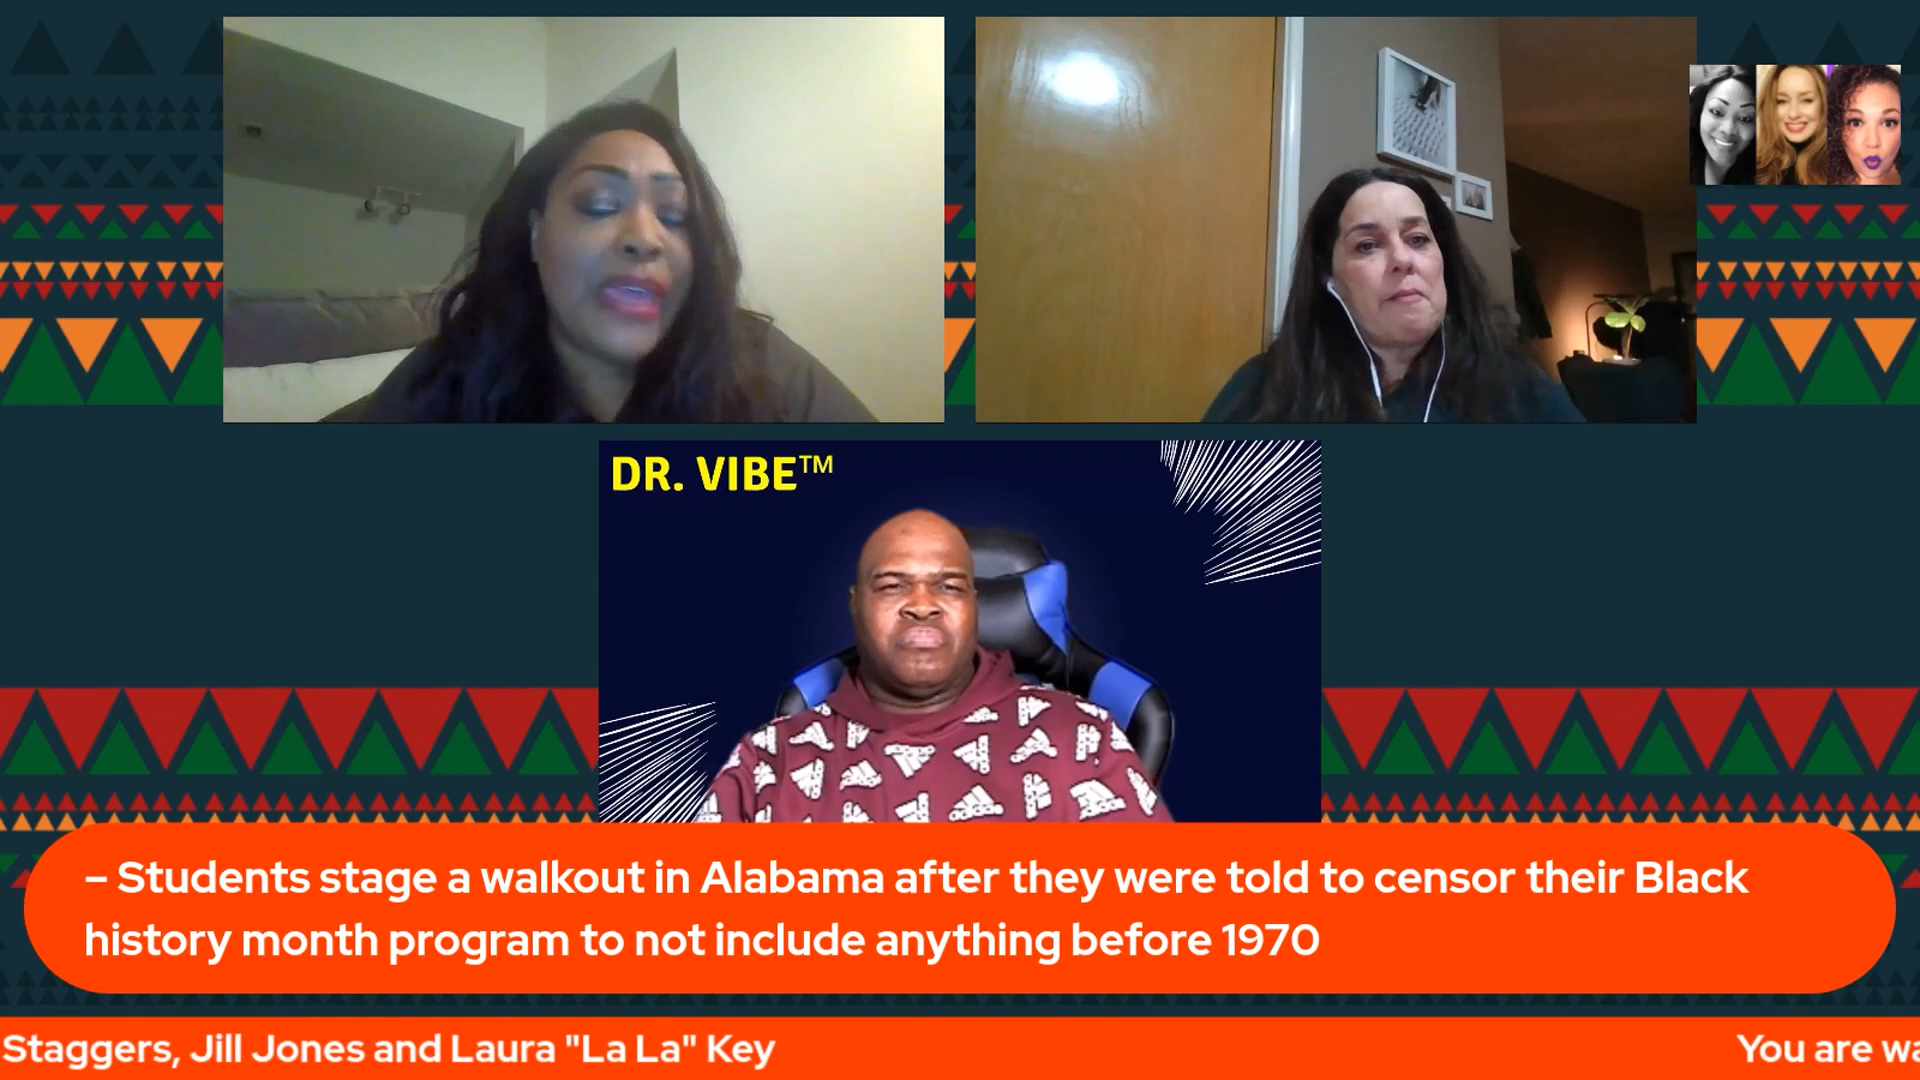 DR. VIBE™
– Students stage a walkout in Alabama after they were told to censor their Black
history month program to not include anything before 1970
Staggers, Jill Jones and Laura "La La" Key
You are wa